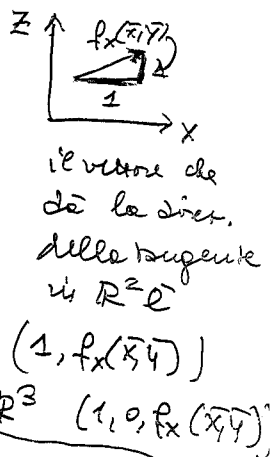 Z
fx(x̄,ȳ)
1
X
il vettore che
dà la direz.
della tangente
in R² è
(1, fx(x̄,ȳ))
R³ (1, 0, fx(x̄,ȳ)